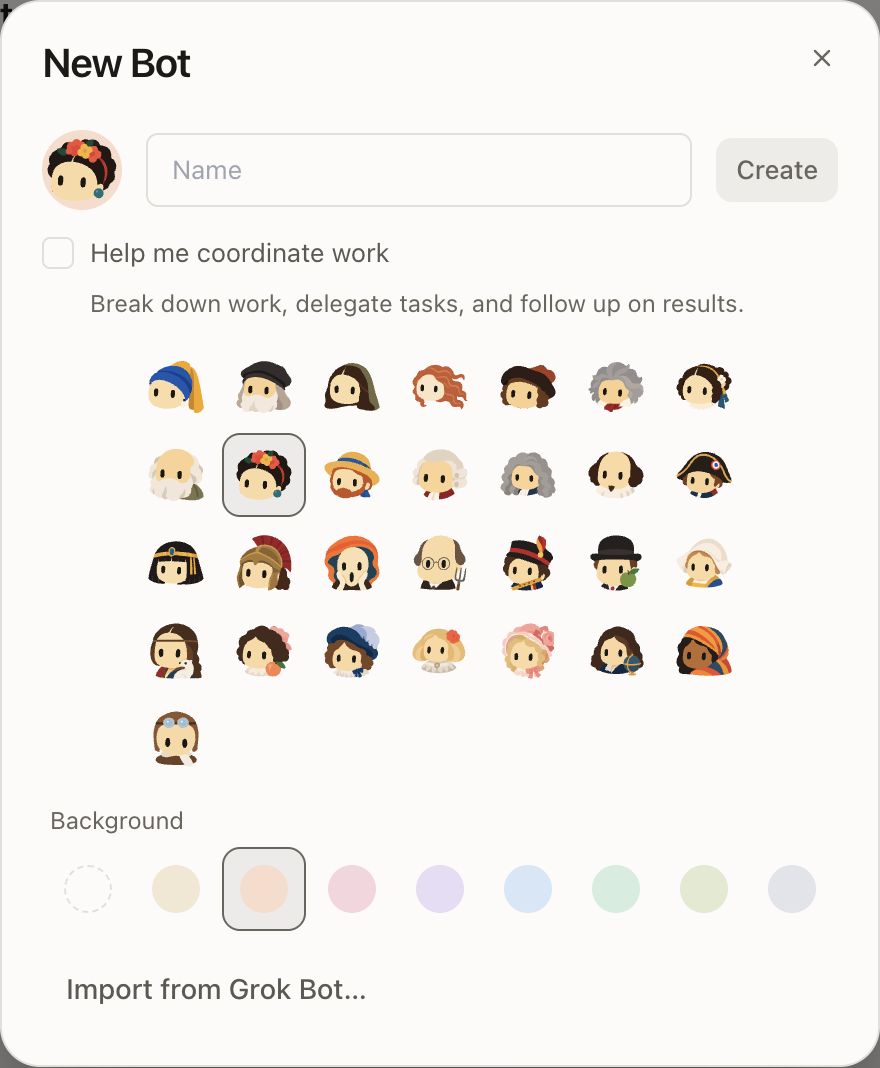 New Bot
Name
Create
Help me coordinate work
Break down work, delegate tasks, and follow up on results.
Background
Import from Grok Bot...